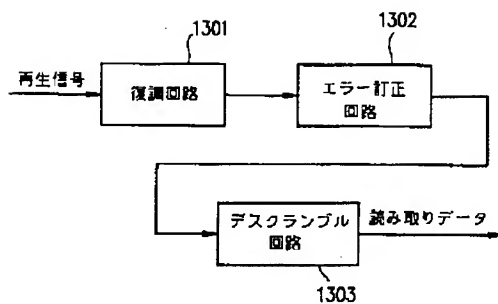 1301
1302
再生信号
復調回路
エラー訂正
回路
デスクランブル
回路
読み取りデータ
1303